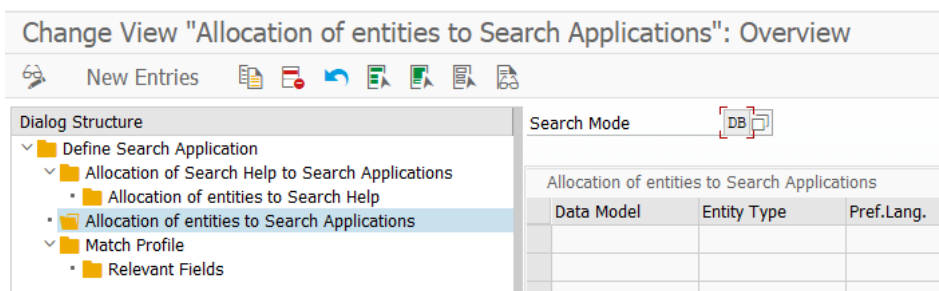 Change View "Allocation of entities to Search Applications": Overview
New Entries
Dialog Structure
Define Search Application
Allocation of Search Help to Search Applications
Allocation of entities to Search Help
Allocation of entities to Search Applications
Match Profile
Relevant Fields
Search Mode DB
Allocation of entities to Search Applications
Data Model Entity Type Pref.Lang.